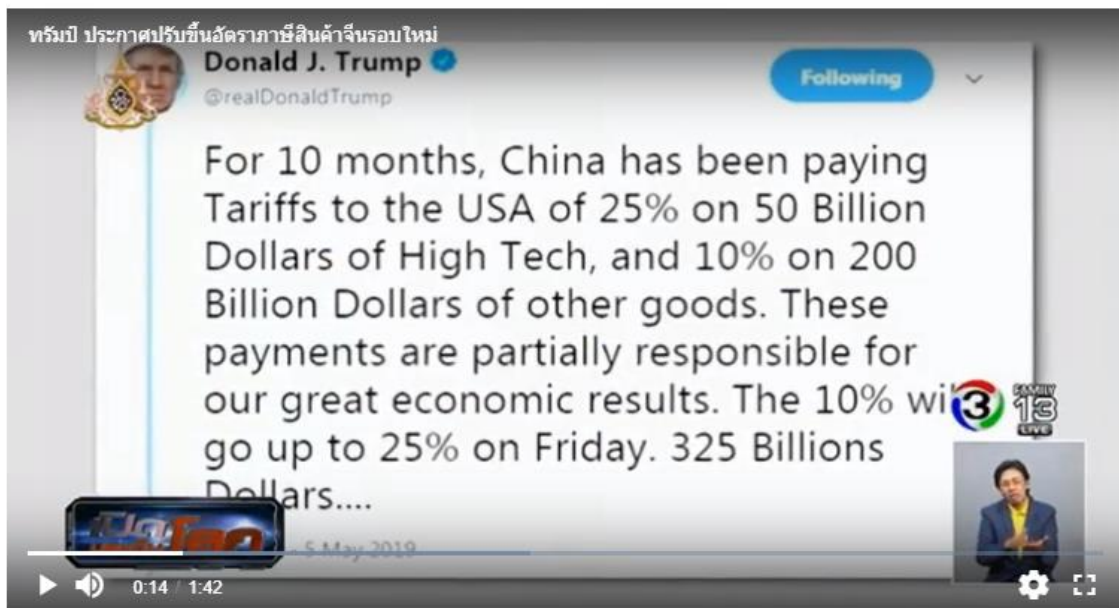 ทรัมป์ ประกาศปรับขึ้นอัตราภาษีสินค้าจีนรอบใหม่
Donald J. Trump
@realDonaldTrump
Following
For 10 months, China has been paying
Tariffs to the USA of 25% on 50 Billion
Dollars of High Tech, and 10% on 200
Billion Dollars of other goods. These
payments are partially responsible for
our great economic results. The 10% wi
go up to 25% on Friday. 325 Billions
Dollars....
3
FAMILY
13
LIVE
5 May 2019
0:14 / 1:42